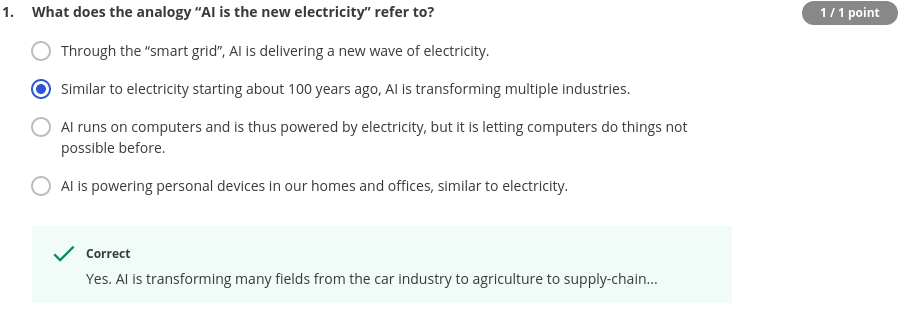 1. What does the analogy “AI is the new electricity” refer to?
1 / 1 point
Through the “smart grid”, AI is delivering a new wave of electricity.
Similar to electricity starting about 100 years ago, AI is transforming multiple industries.
AI runs on computers and is thus powered by electricity, but it is letting computers do things not
possible before.
AI is powering personal devices in our homes and offices, similar to electricity.
Correct
Yes. AI is transforming many fields from the car industry to agriculture to supply-chain...